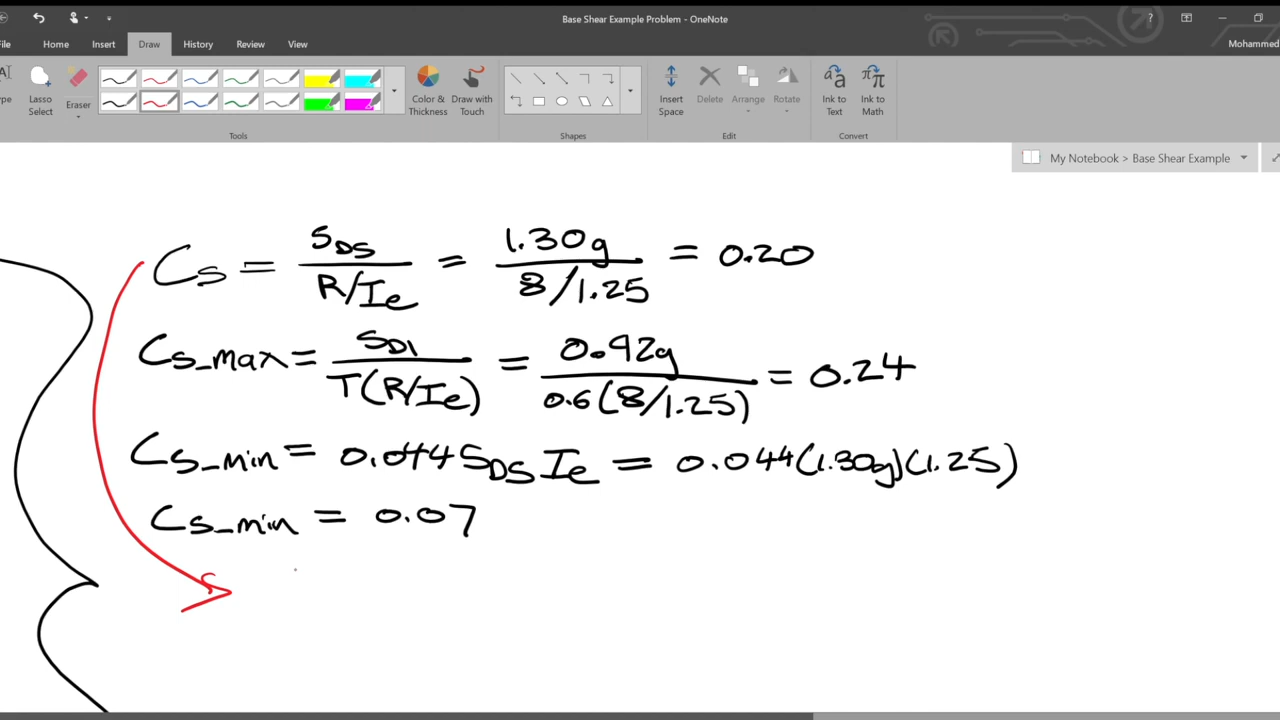 Base Shear Example Problem - OneNote
?
File Home Insert Draw History Review View
Mohammed
Lasso Select
Eraser
Color & Thickness
Draw with Touch
Insert Space
Delete
Arrange
Rotate
Ink to Text
Ink to Math
Tools
Shapes
Edit
Convert
My Notebook > Base Shear Example
Cs = SDS / (R/Ie) = 1.30g / (8/1.25) = 0.20
Cs_max = SD1 / (T(R/Ie)) = 0.92g / (0.6(8/1.25)) = 0.24
Cs_min = 0.044 SDS Ie = 0.044(1.30g)(1.25)
Cs_min = 0.07